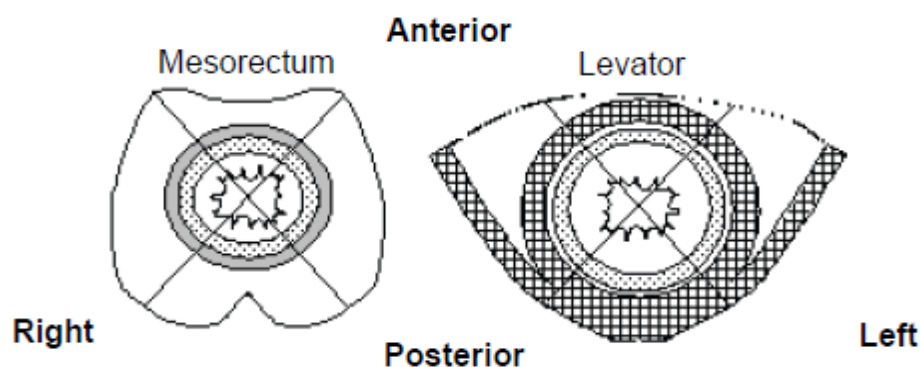 Anterior
Mesorectum
Levator
Right
Posterior
Left